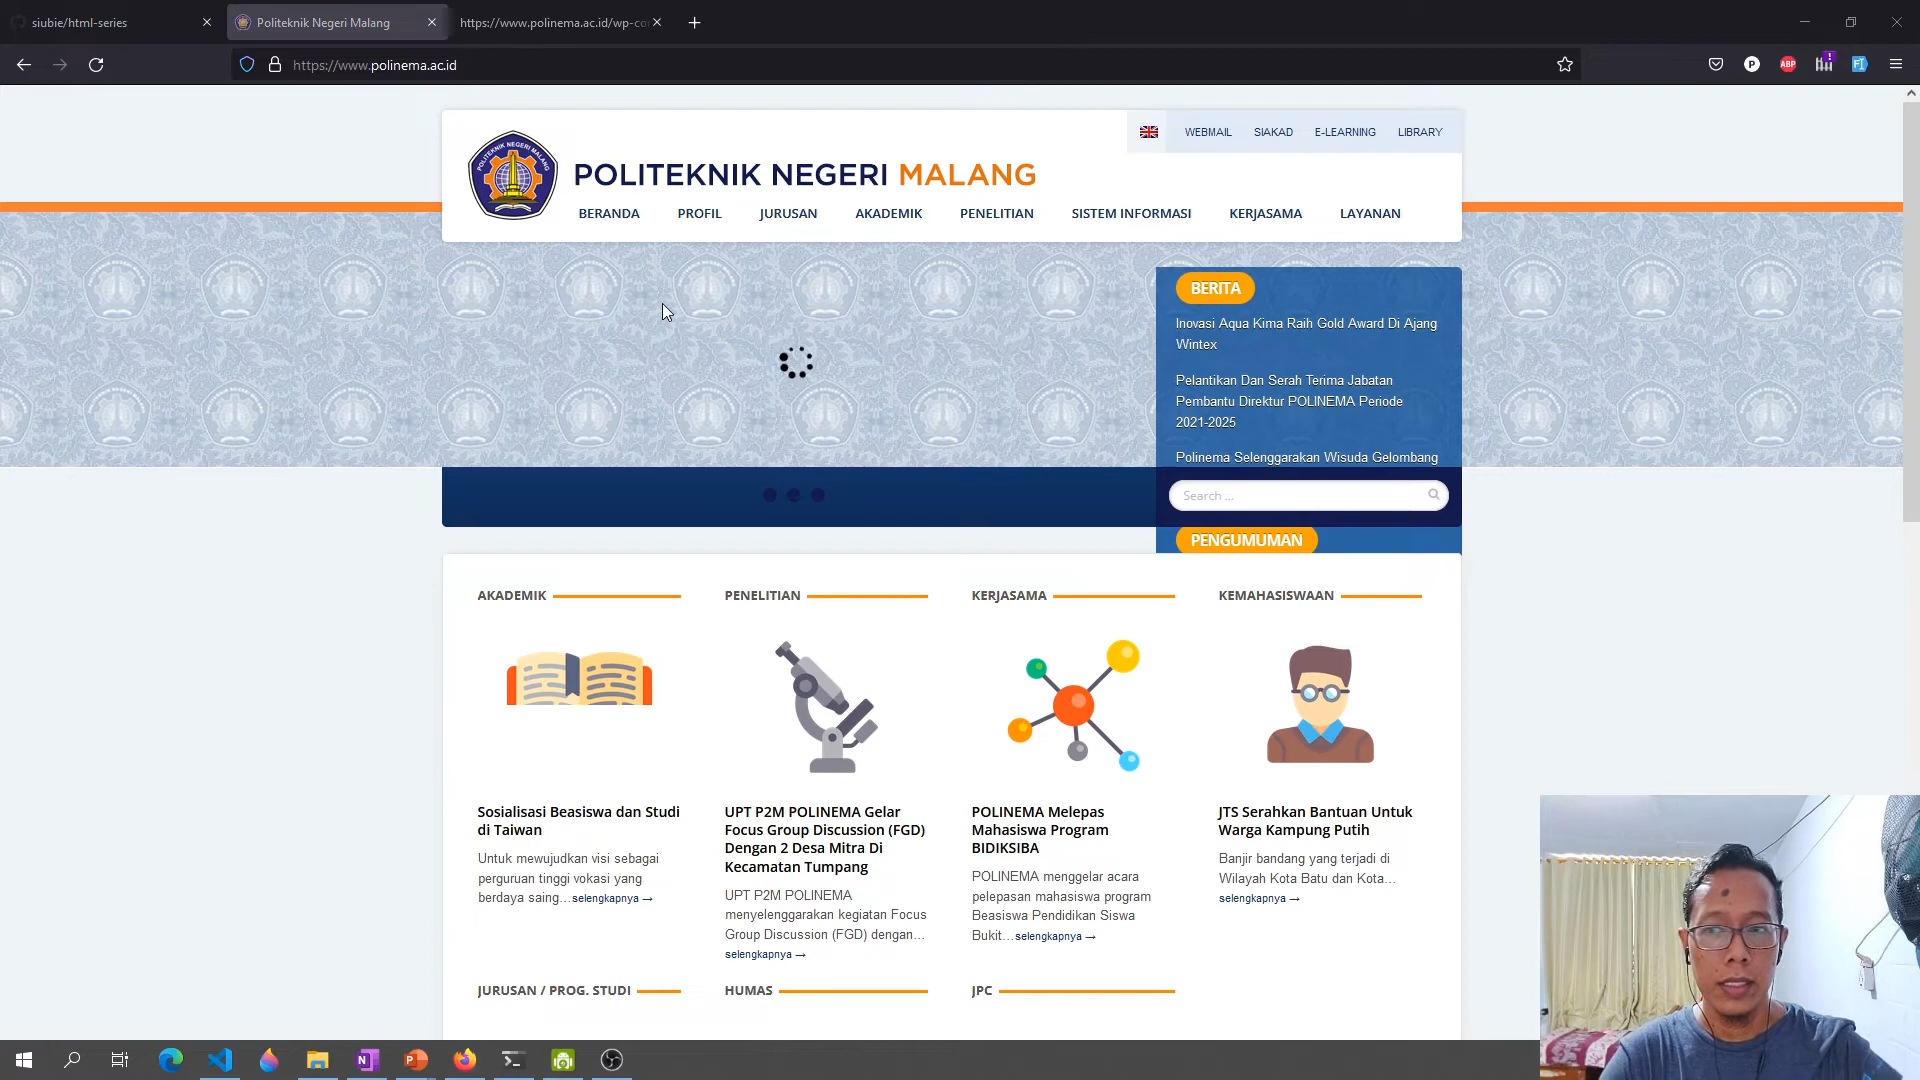 siubie/html-series
Politeknik Negeri Malang
https://www.polinema.ac.id/wp-co
https://www.polinema.ac.id
P
ABP
WEBMAIL SIAKAD E-LEARNING LIBRARY
POLITEKNIK NEGERI MALANG
POLITEKNIK NEGERI MALANG
BERANDA PROFIL JURUSAN AKADEMIK PENELITIAN SISTEM INFORMASI KERJASAMA LAYANAN
BERITA
Inovasi Aqua Kima Raih Gold Award Di Ajang
Wintex
Pelantikan Dan Serah Terima Jabatan
Pembantu Direktur POLINEMA Periode
2021-2025
Polinema Selenggarakan Wisuda Gelombang
Search ...
PENGUMUMAN
AKADEMIK
Sosialisasi Beasiswa dan Studi
di Taiwan
Untuk mewujudkan visi sebagai
perguruan tinggi vokasi yang
berdaya saing...selengkapnya →
PENELITIAN
UPT P2M POLINEMA Gelar
Focus Group Discussion (FGD)
Dengan 2 Desa Mitra Di
Kecamatan Tumpang
UPT P2M POLINEMA
menyelenggarakan kegiatan Focus
Group Discussion (FGD) dengan...
selengkapnya →
KERJASAMA
POLINEMA Melepas
Mahasiswa Program
BIDIKSIBA
POLINEMA menggelar acara
pelepasan mahasiswa program
Beasiswa Pendidikan Siswa
Bukit...selengkapnya →
KEMAHASISWAAN
JTS Serahkan Bantuan Untuk
Warga Kampung Putih
Banjir bandang yang terjadi di
Wilayah Kota Batu dan Kota...
selengkapnya →
JURUSAN / PROG. STUDI
HUMAS
JPC